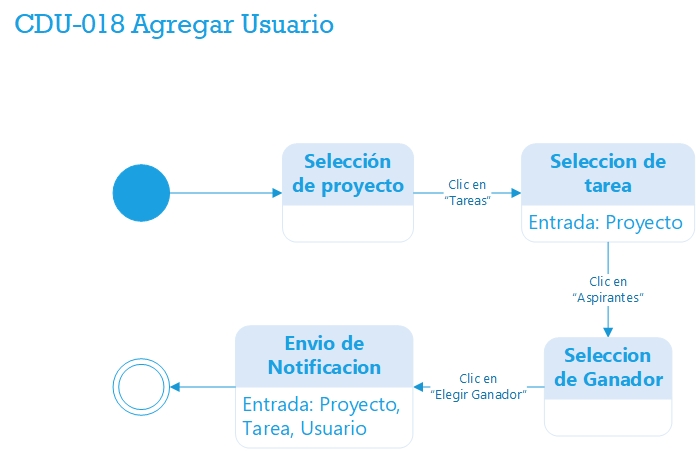 CDU-018 Agregar Usuario
Selección
de proyecto
Clic en
“Tareas”
Seleccion de
tarea
Entrada: Proyecto
Clic en
“Aspirantes”
Envio de
Notificacion
Entrada: Proyecto,
Tarea, Usuario
Clic en
“Elegir Ganador”
Seleccion
de Ganador